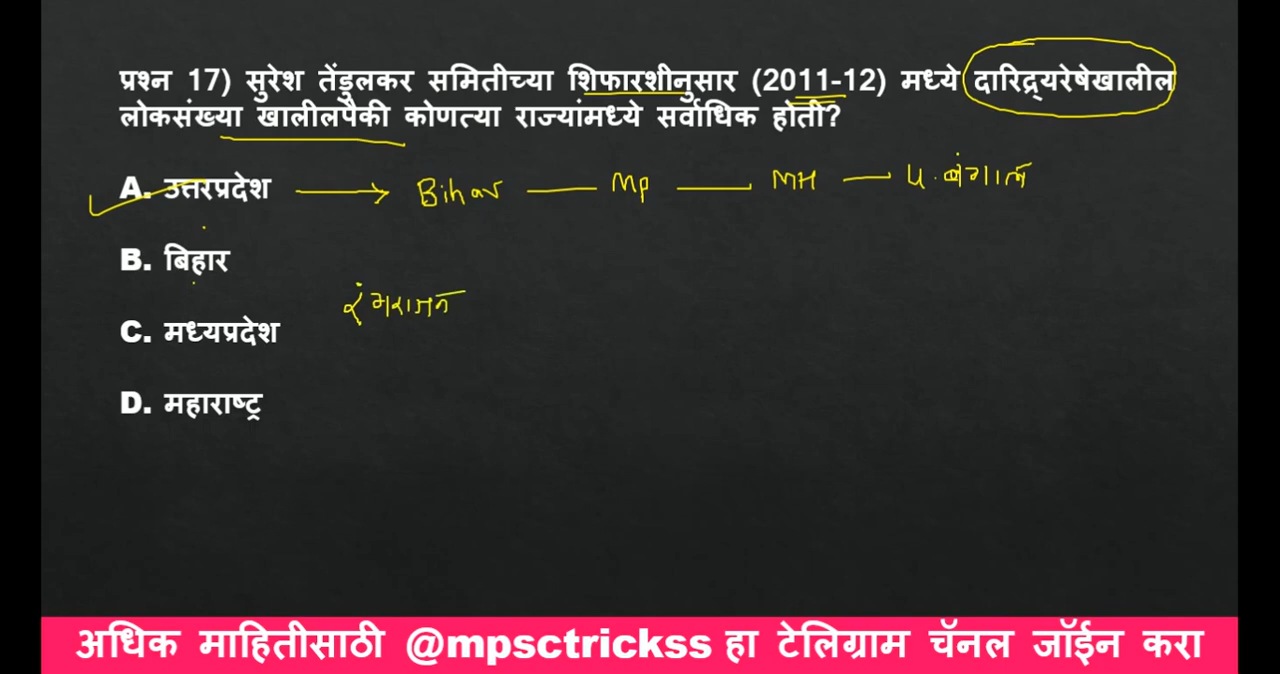 प्रश्न 17) सुरेश तेंडुलकर समितीच्या शिफारशीनुसार (2011-12) मध्ये दारिद्र्यरेषेखालील
लोकसंख्या खालीलपैकी कोणत्या राज्यांमध्ये सर्वाधिक होती?
A. उत्तरप्रदेश Bihar MP MH प. बंगाल
B. बिहार
C. मध्यप्रदेश
D. महाराष्ट्र
अधिक माहितीसाठी @mpsctrickss हा टेलिग्राम चॅनल जॉईन करा